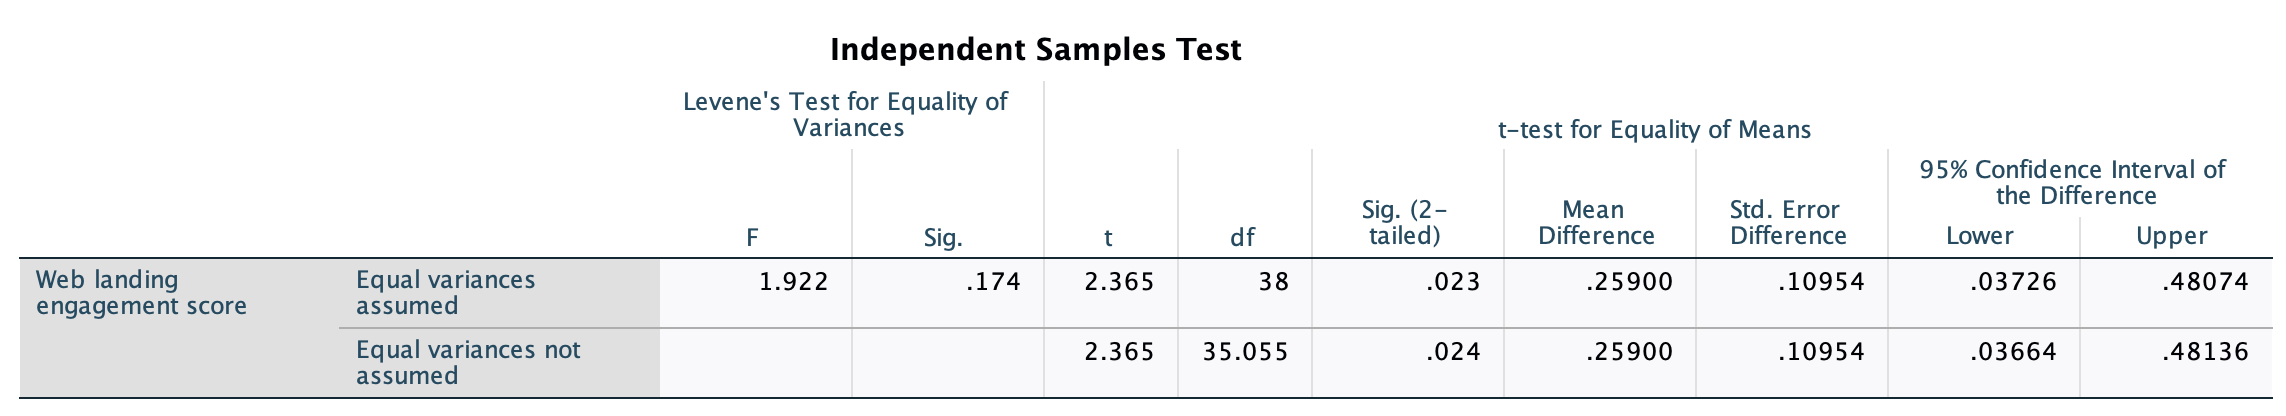 Independent Samples Test
Levene's Test for Equality of
Variances
t-test for Equality of Means
95% Confidence Interval of
the Difference
F
Sig.
t
df
Sig. (2-
tailed)
Mean
Difference
Std. Error
Difference
Lower
Upper
Web landing
engagement score
Equal variances
assumed
1.922 .174 2.365 38 .023 .25900 .10954 .03726 .48074
Equal variances not
assumed
2.365 35.055 .024 .25900 .10954 .03664 .48136